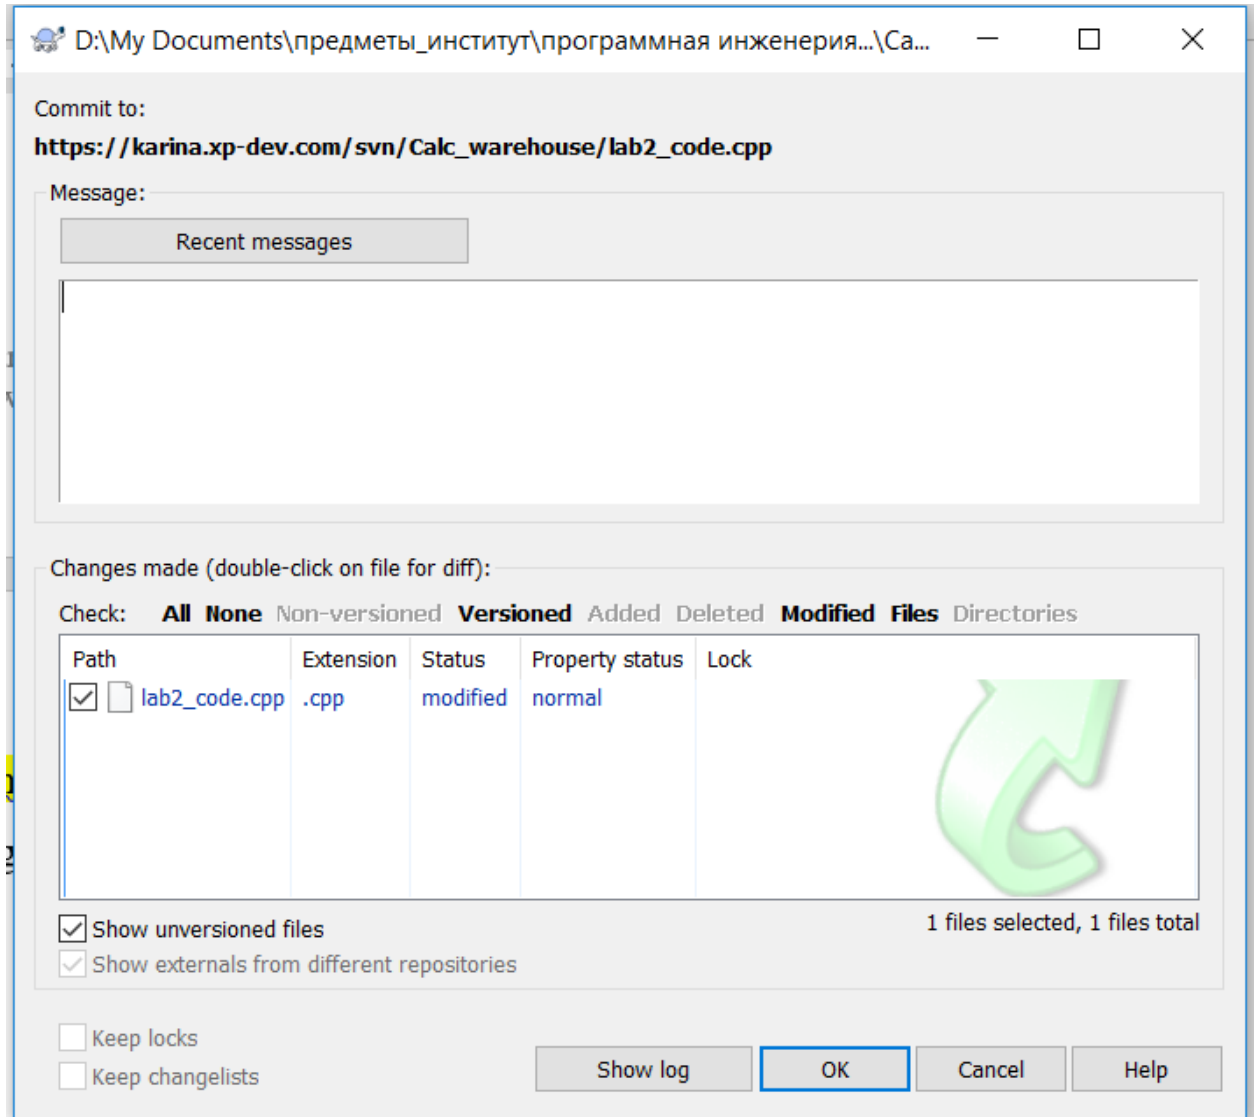 D:\My Documents\предметы_институт\программная инженерия...\Ca...
Commit to:
https://karina.xp-dev.com/svn/Calc_warehouse/lab2_code.cpp
Message:
Recent messages
Changes made (double-click on file for diff):
Check: All None Non-versioned Versioned Added Deleted Modified Files Directories
Path Extension Status Property status Lock
lab2_code.cpp .cpp modified normal
Show unversioned files
1 files selected, 1 files total
Show externals from different repositories
Keep locks
Keep changelists
Show log OK Cancel Help